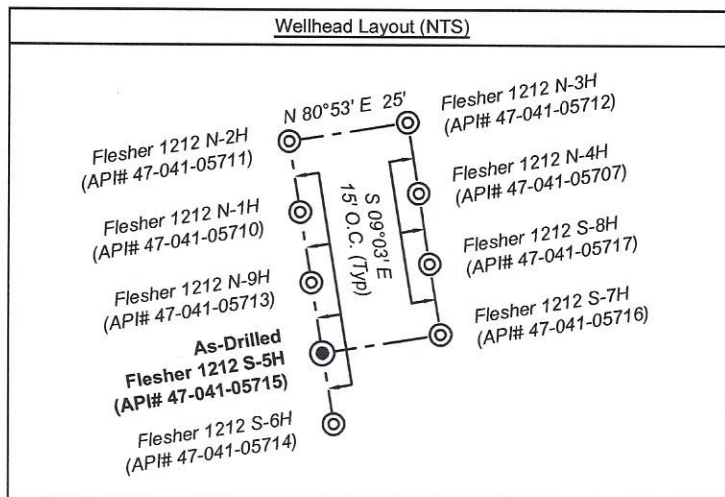 Wellhead Layout (NTS)
N 80°53' E 25'
Flesher 1212 N-2H
(API# 47-041-05711)
Flesher 1212 N-3H
(API# 47-041-05712)
Flesher 1212 N-1H
(API# 47-041-05710)
Flesher 1212 N-4H
(API# 47-041-05707)
S 09°03' E
15' O.C. (Typ)
Flesher 1212 N-9H
(API# 47-041-05713)
Flesher 1212 S-8H
(API# 47-041-05717)
As-Drilled
Flesher 1212 S-5H
(API# 47-041-05715)
Flesher 1212 S-7H
(API# 47-041-05716)
Flesher 1212 S-6H
(API# 47-041-05714)